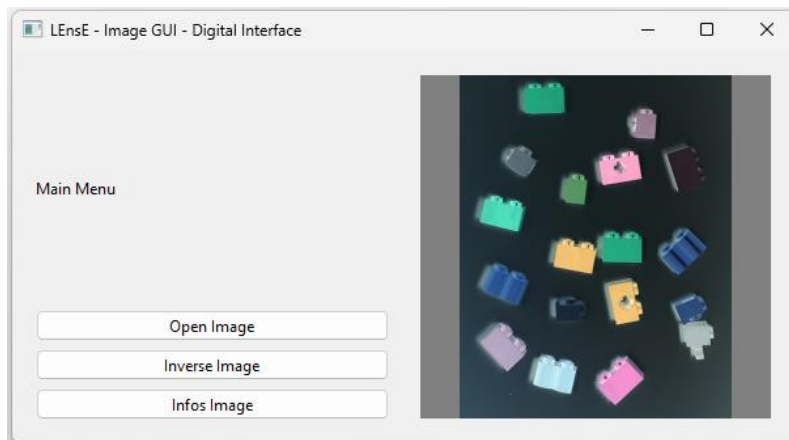 LEnsE - Image GUI - Digital Interface
Main Menu
Open Image
Inverse Image
Infos Image